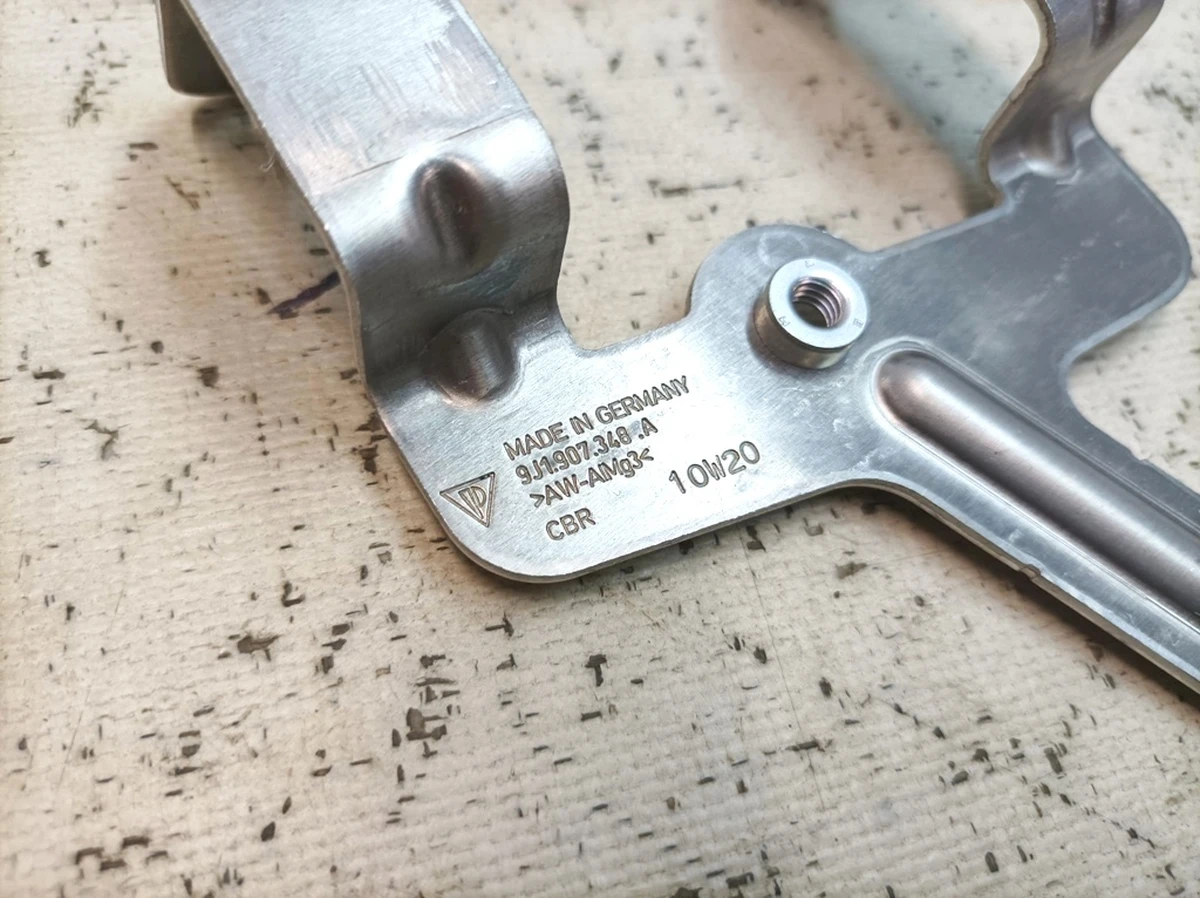 MADE IN GERMANY
9J1.907.348 .A
>AW-AlMg3<
CBR
10W20